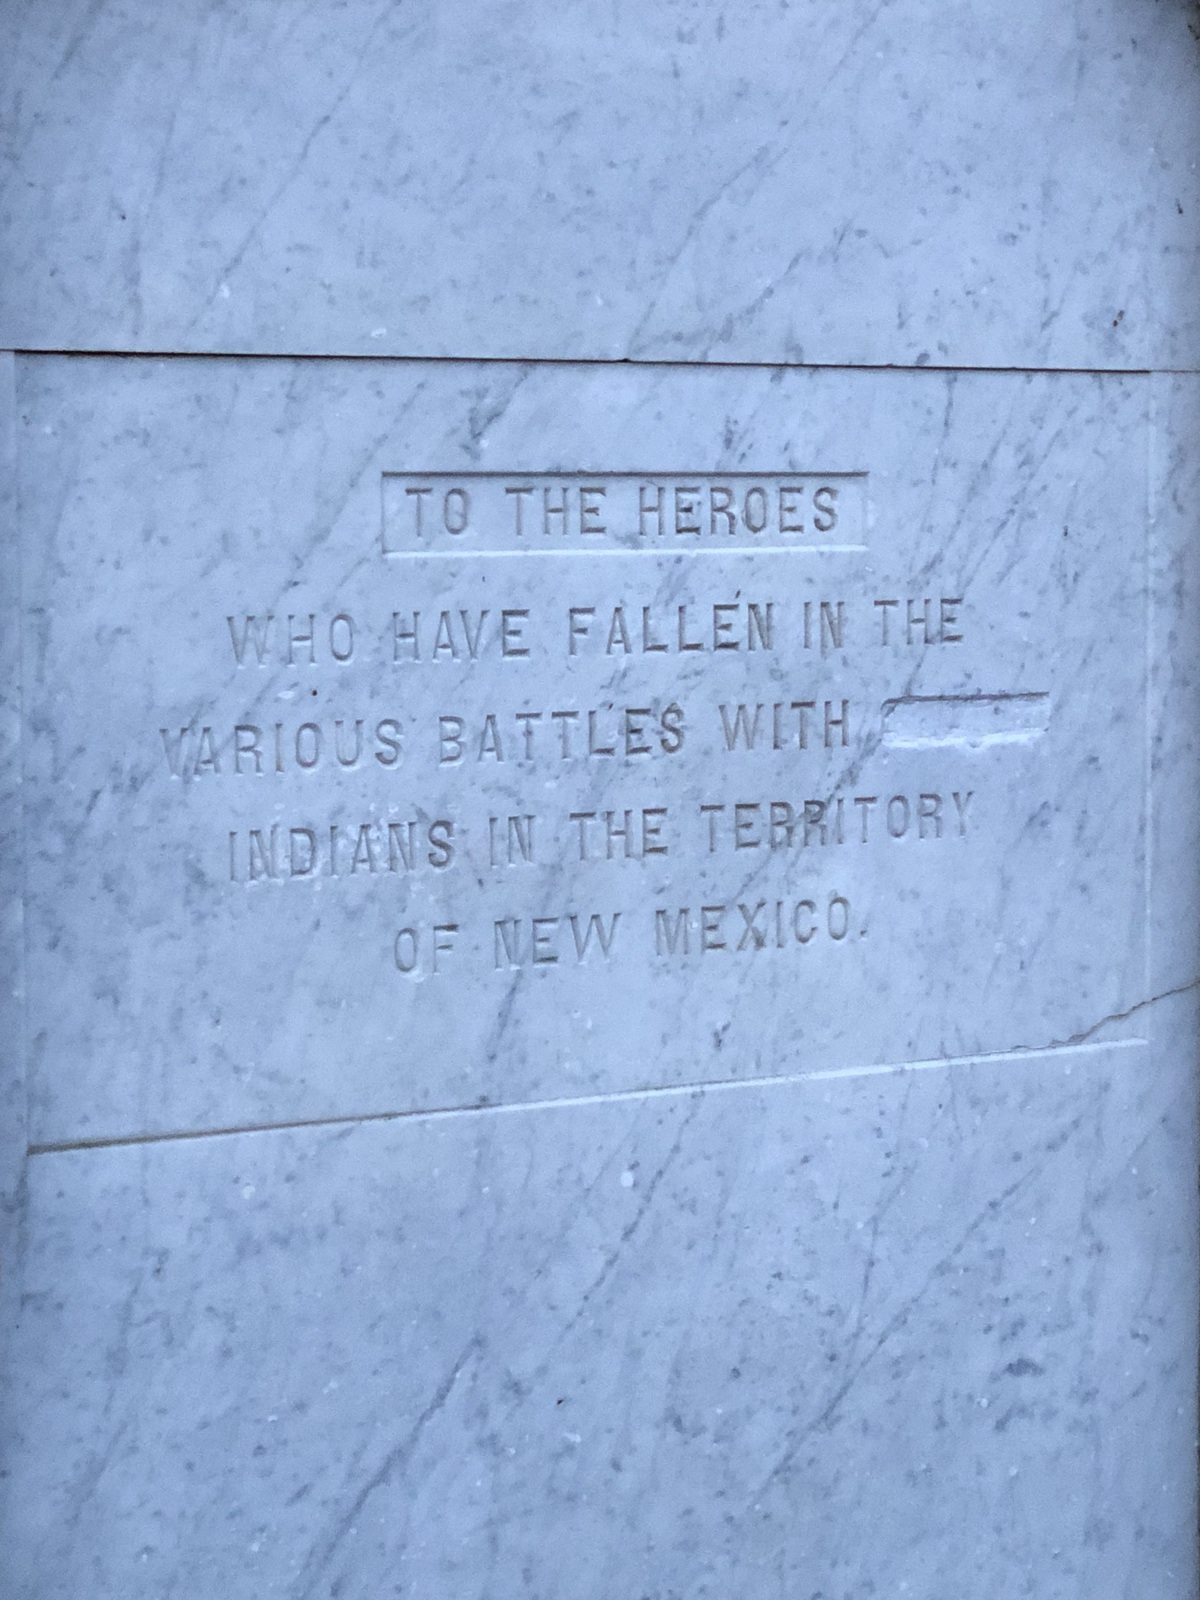 TO THE HEROES
WHO HAVE FALLEN IN THE
VARIOUS BATTLES WITH
INDIANS IN THE TERRITORY
OF NEW MEXICO.